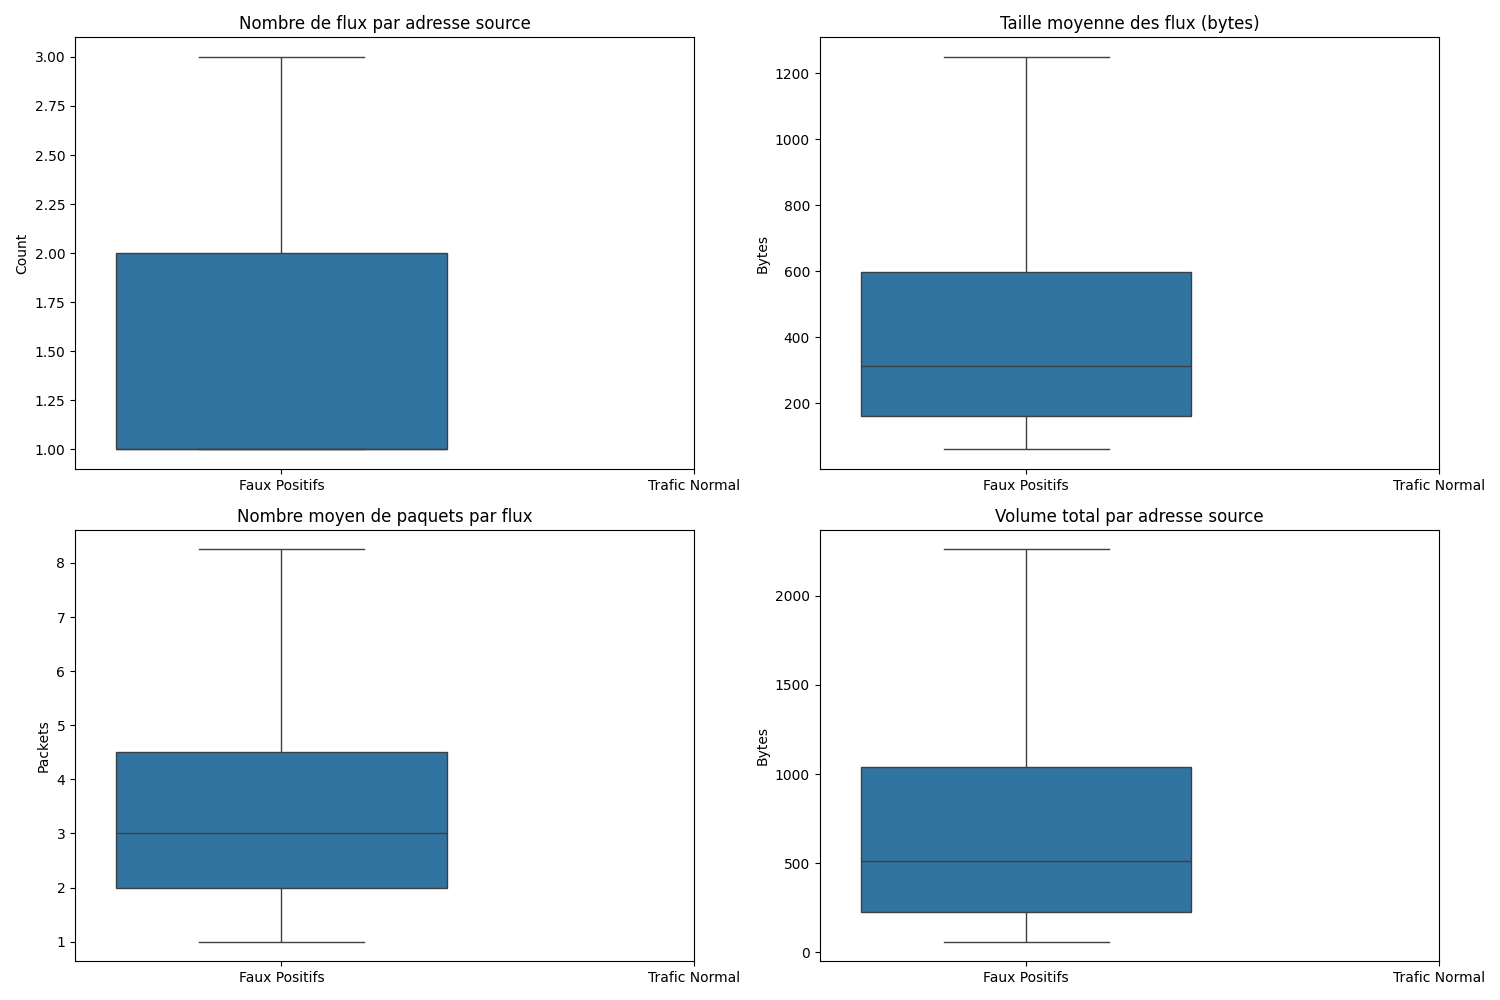 Nombre de flux par adresse source
Count
3.00
2.75
2.50
2.25
2.00
1.75
1.50
1.25
1.00
Faux Positifs
Trafic Normal
Taille moyenne des flux (bytes)
Bytes
1200
1000
800
600
400
200
Faux Positifs
Trafic Normal
Nombre moyen de paquets par flux
Packets
8
7
6
5
4
3
2
1
Faux Positifs
Trafic Normal
Volume total par adresse source
Bytes
2000
1500
1000
500
0
Faux Positifs
Trafic Normal